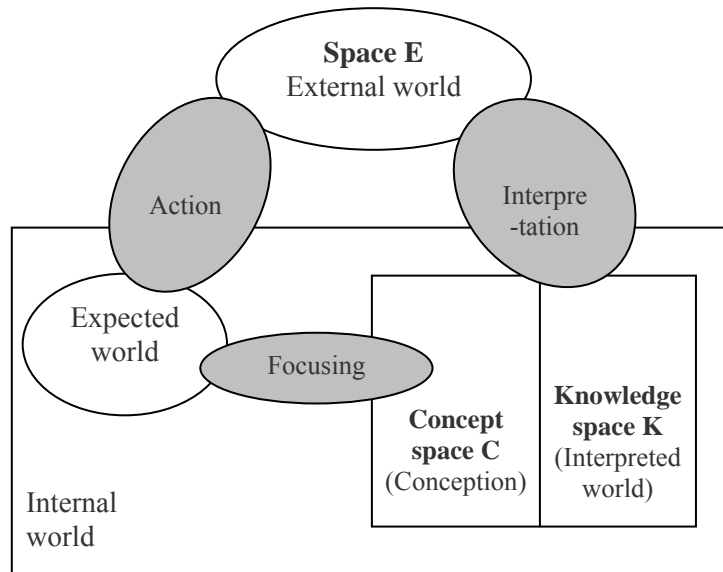 Space E
External world
Action
Interpre
-tation
Expected
world
Focusing
Concept
space C
(Conception)
Knowledge
space K
(Interpreted
world)
Internal
world